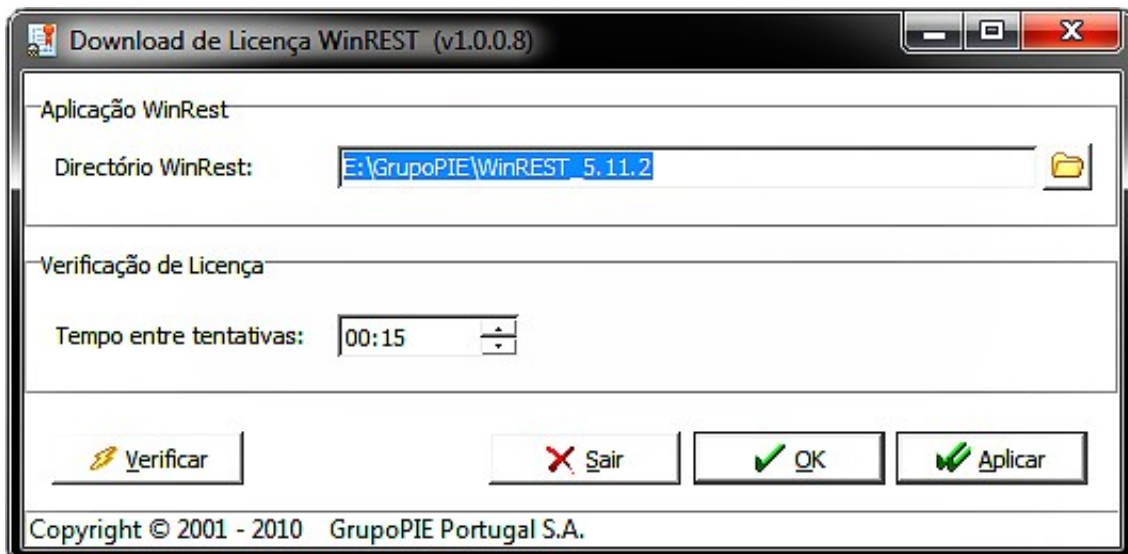 Download de Licença WinREST (v1.0.0.8)
Aplicação WinRest
Directório WinRest: E:\GrupoPIE\WinREST_5.11.2
Verificação de Licença
Tempo entre tentativas: 00:15
Verificar Sair OK Aplicar
Copyright © 2001 - 2010 GrupoPIE Portugal S.A.